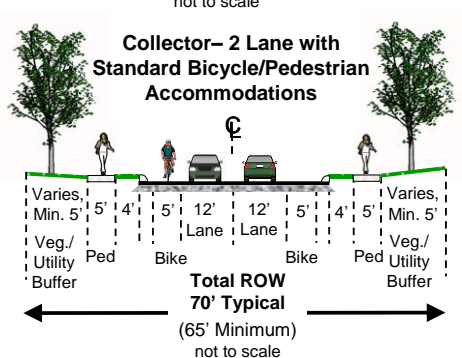 not to scale
Collector– 2 Lane with
Standard Bicycle/Pedestrian
Accommodations
℄
Varies, Min. 5' 5' 4' 5' 12' Lane 12' Lane 5' 4' 5' Varies, Min. 5'
Veg./ Utility Buffer Ped Bike Bike Ped Veg./ Utility Buffer
Total ROW
70' Typical
(65' Minimum)
not to scale